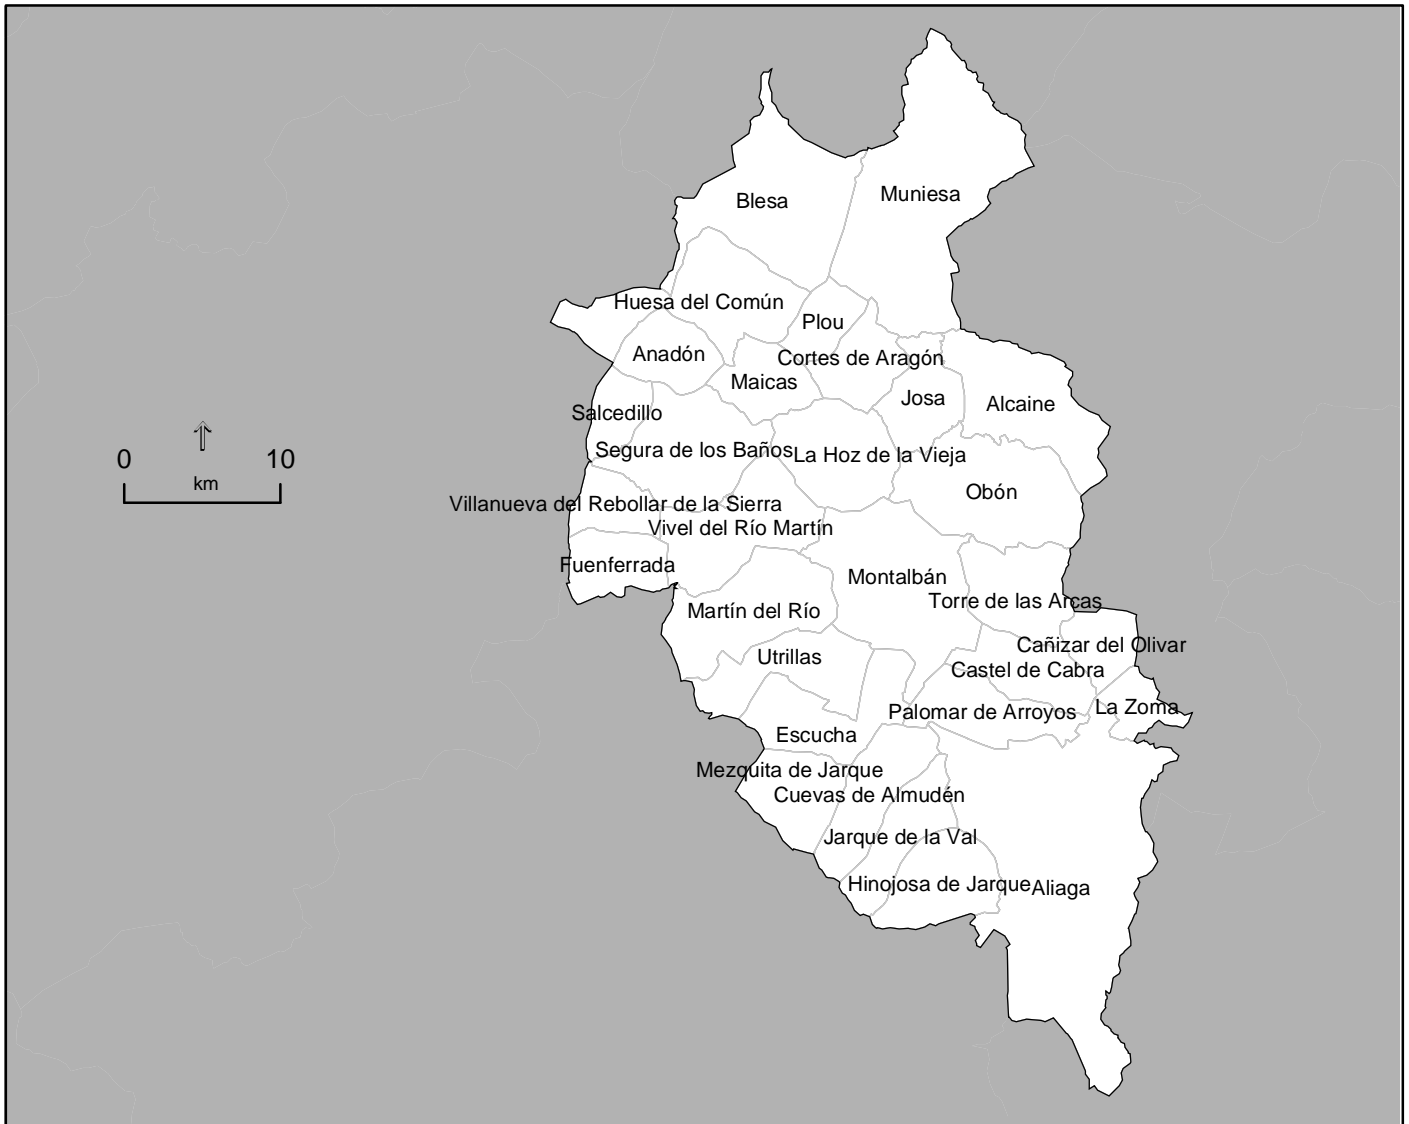 Muniesa
Blesa
Huesa del Común
Plou
Anadón
Cortes de Aragón
Maicas
Josa
Alcaine
Salcedillo
Segura de los Baños
La Hoz de la Vieja
0 10
km
Obón
Villanueva del Rebollar de la Sierra
Vivel del Río Martín
Fuenferrada
Montalbán
Torre de las Arcas
Martín del Río
Cañizar del Olivar
Utrillas
Castel de Cabra
La Zoma
Palomar de Arroyos
Escucha
Mezquita de Jarque
Cuevas de Almudén
Jarque de la Val
Hinojosa de Jarque
Aliaga